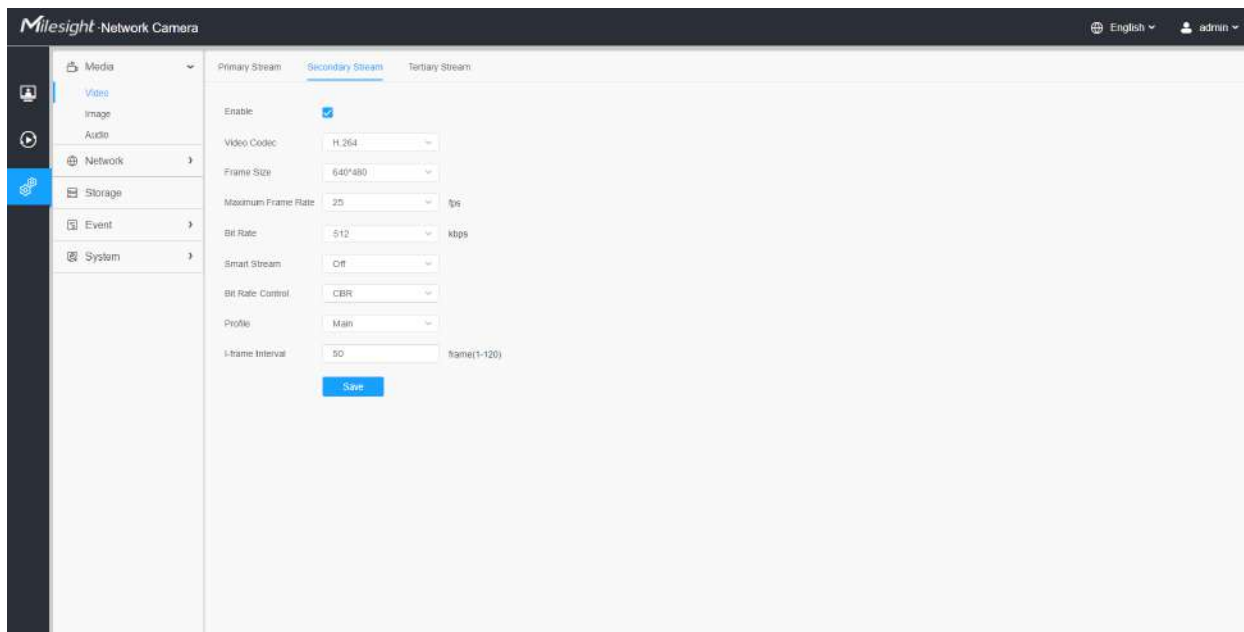 Milesight·Network Camera
English
admin
Media
Video
Image
Audio
Network
Storage
Event
System
Primary Stream Secondary Stream Tertiary Stream
Enable
Video Codec H.264
Frame Size 640*480
Maximum Frame Rate 25 fps
Bit Rate 512 kbps
Smart Stream Off
Bit Rate Control CBR
Profile Main
I-frame Interval 50 frame(1-120)
Save